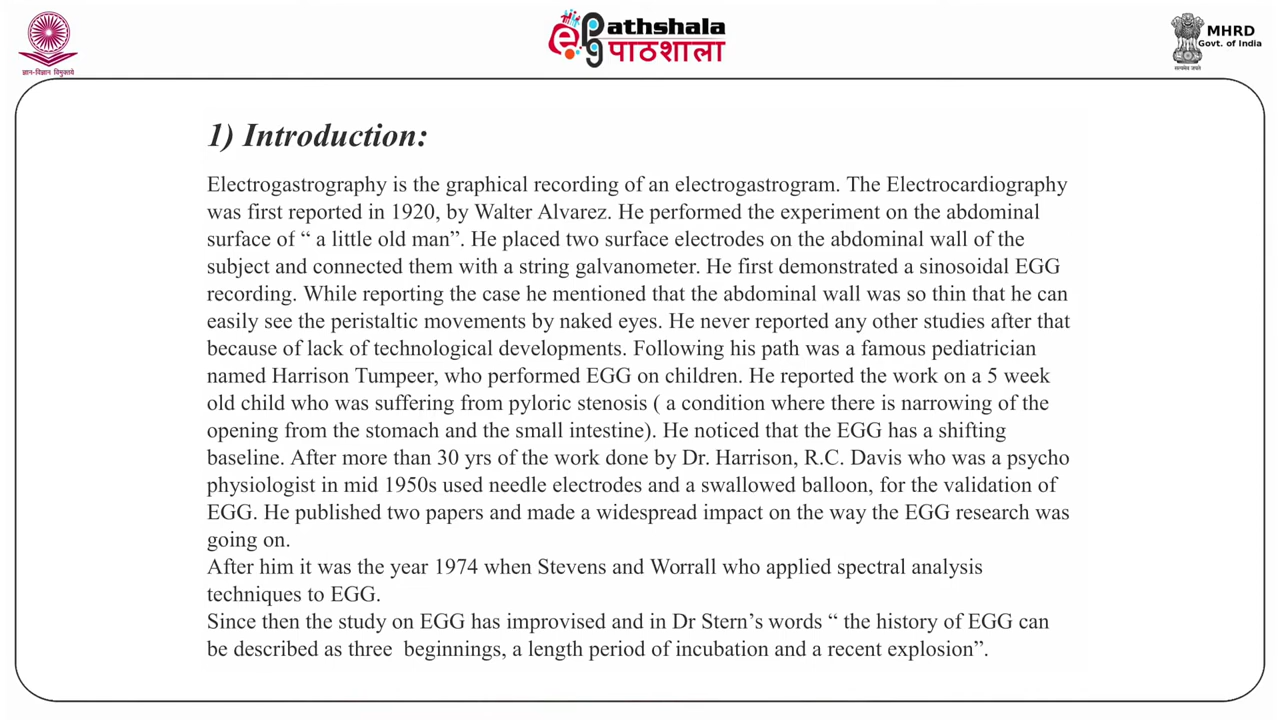 ज्ञान-विज्ञान विमुक्तये
ePathshala
पाठशाला
MHRD
Govt. of India
सत्यमेव जयते
1) Introduction:
Electrogastrography is the graphical recording of an electrogastrogram. The Electrocardiography
was first reported in 1920, by Walter Alvarez. He performed the experiment on the abdominal
surface of “ a little old man”. He placed two surface electrodes on the abdominal wall of the
subject and connected them with a string galvanometer. He first demonstrated a sinosoidal EGG
recording. While reporting the case he mentioned that the abdominal wall was so thin that he can
easily see the peristaltic movements by naked eyes. He never reported any other studies after that
because of lack of technological developments. Following his path was a famous pediatrician
named Harrison Tumpeer, who performed EGG on children. He reported the work on a 5 week
old child who was suffering from pyloric stenosis ( a condition where there is narrowing of the
opening from the stomach and the small intestine). He noticed that the EGG has a shifting
baseline. After more than 30 yrs of the work done by Dr. Harrison, R.C. Davis who was a psycho
physiologist in mid 1950s used needle electrodes and a swallowed balloon, for the validation of
EGG. He published two papers and made a widespread impact on the way the EGG research was
going on.
After him it was the year 1974 when Stevens and Worrall who applied spectral analysis
techniques to EGG.
Since then the study on EGG has improvised and in Dr Stern’s words “ the history of EGG can
be described as three  beginnings, a length period of incubation and a recent explosion”.